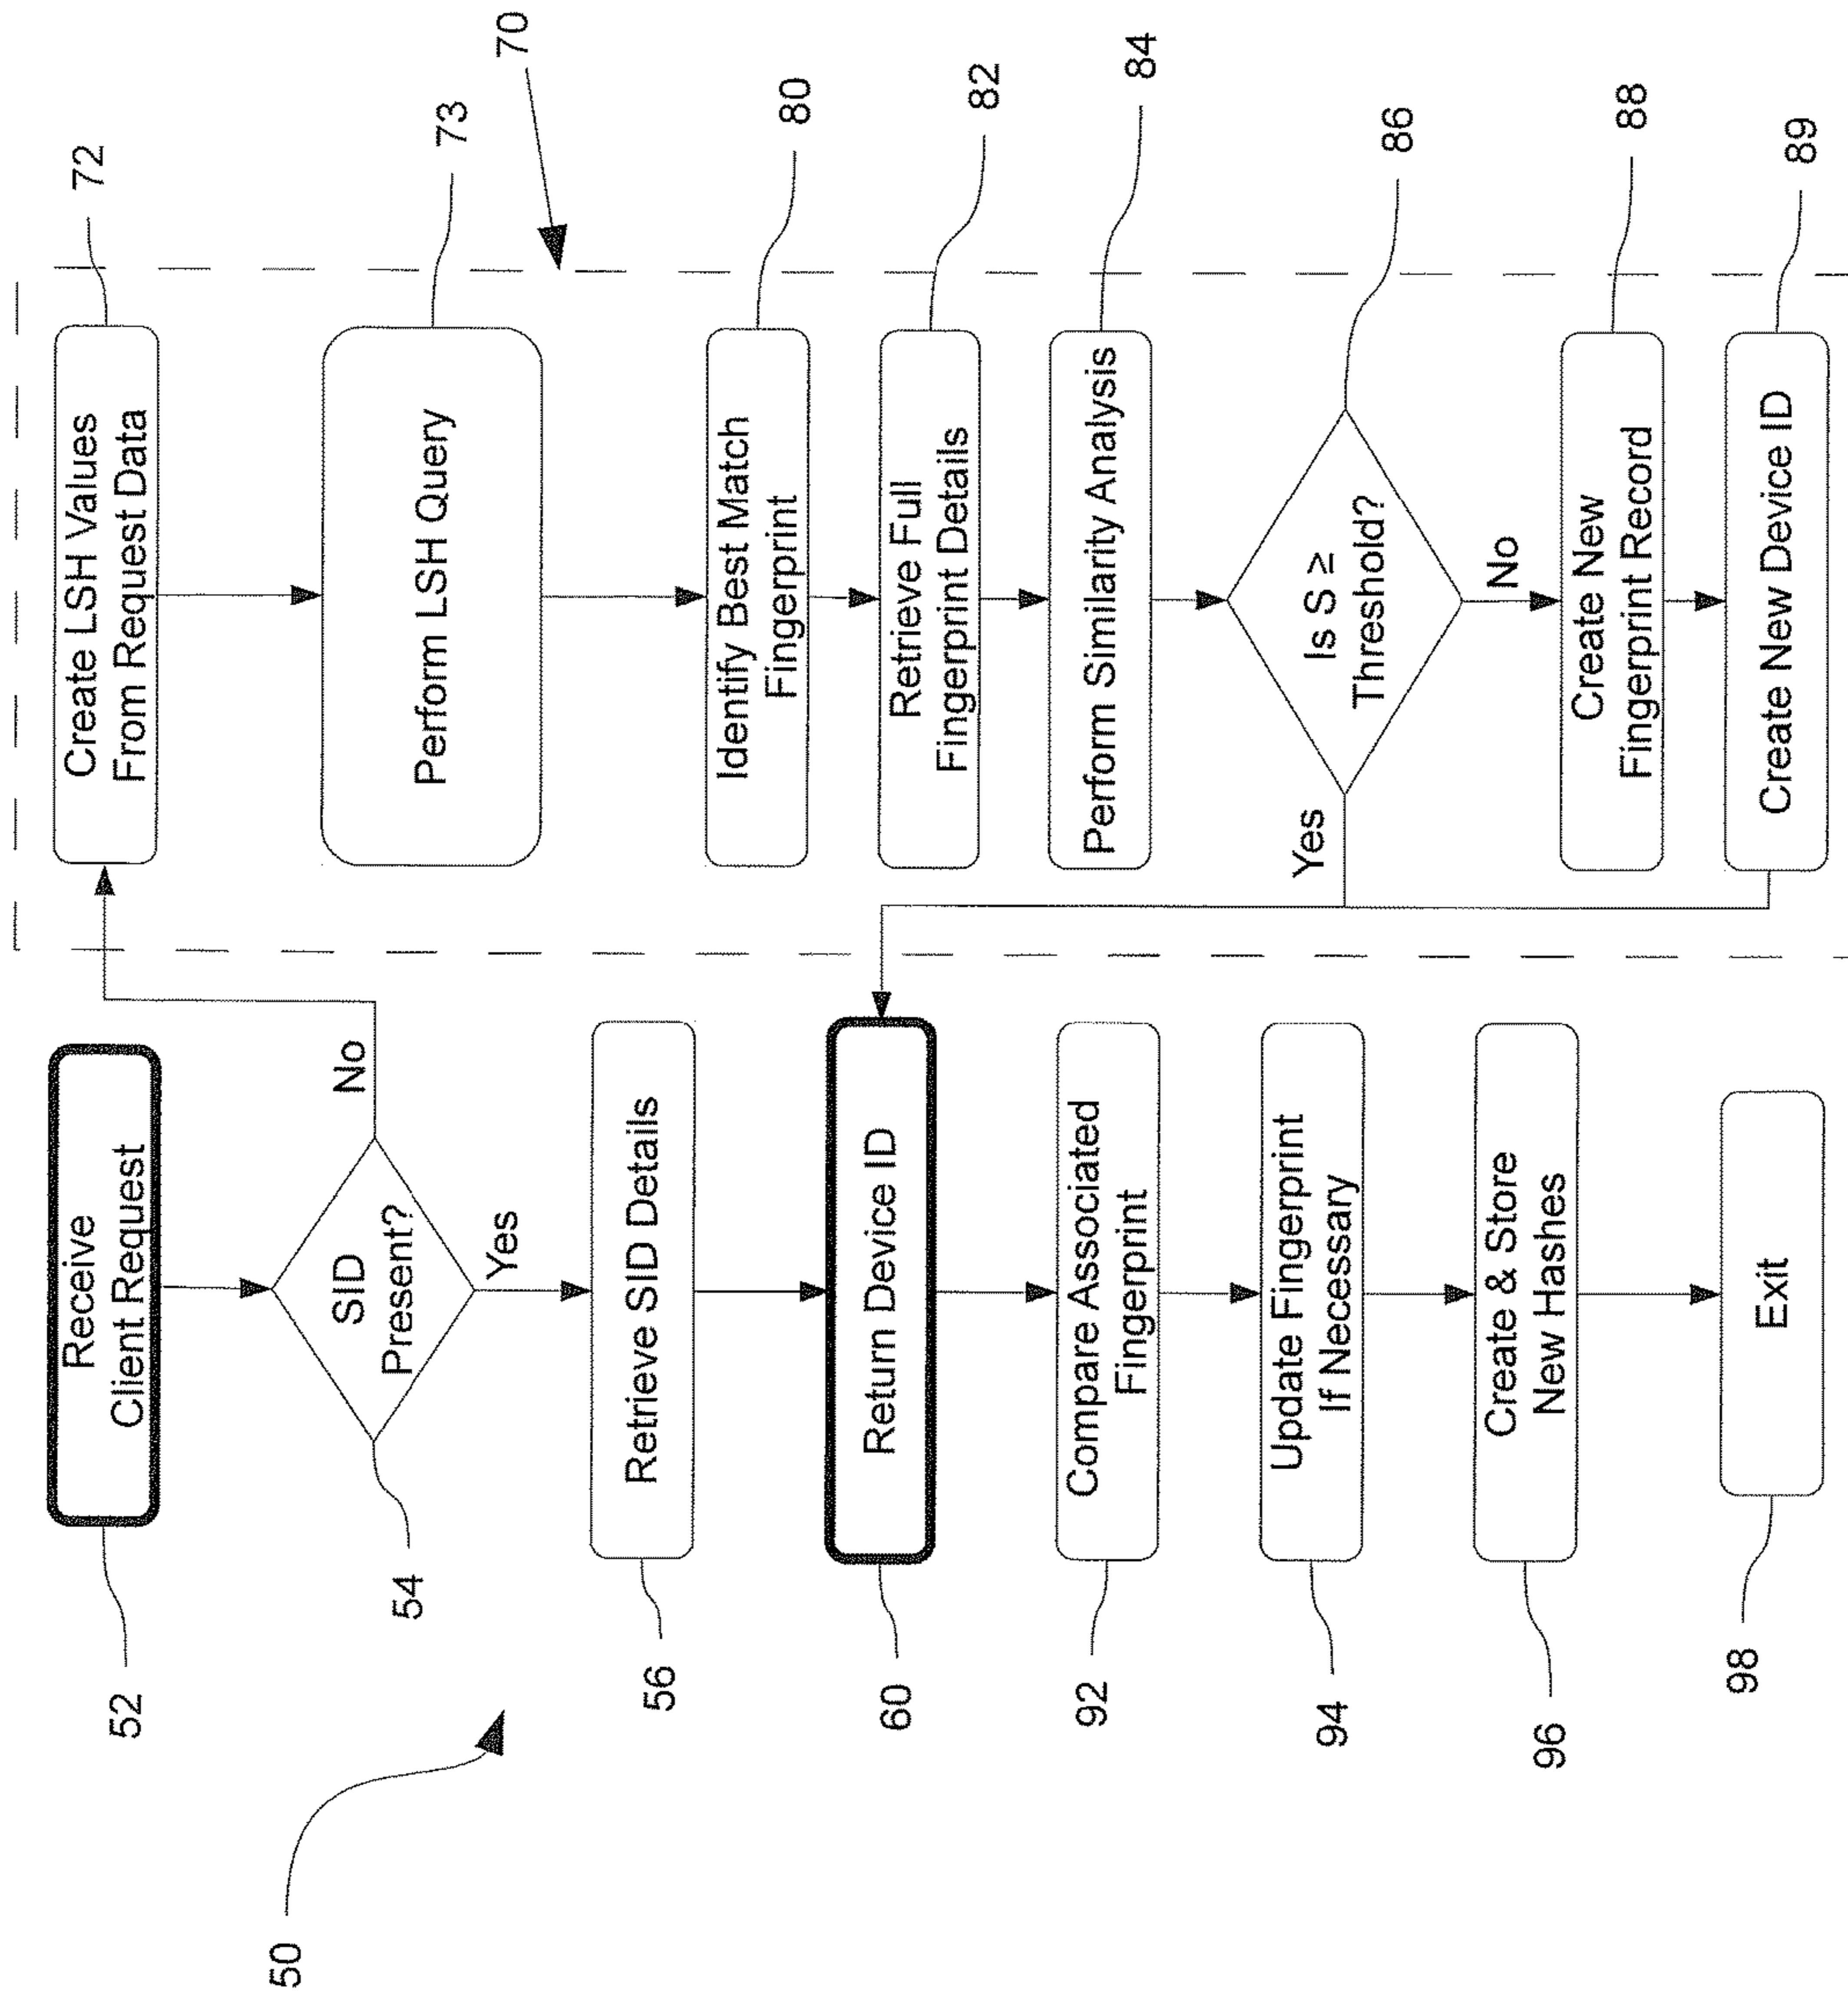 50
52
Receive
Client Request
54
SID
Present?
No
Yes
56
Retrieve SID Details
60
Return Device ID
92
Compare Associated
Fingerprint
94
Update Fingerprint
If Necessary
96
Create & Store
New Hashes
98
Exit
70
72
Create LSH Values
From Request Data
73
Perform LSH Query
80
Identify Best Match
Fingerprint
82
Retrieve Full
Fingerprint Details
84
Perform Similarity Analysis
86
Is S ≥
Threshold?
Yes
No
88
Create New
Fingerprint Record
89
Create New Device ID